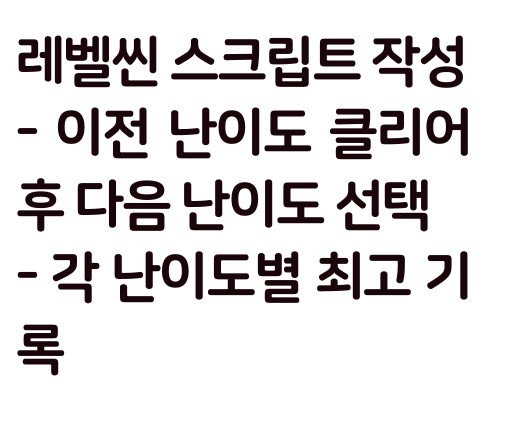 레벨씬 스크립트 작성
- 이전 난이도 클리어
후 다음 난이도 선택
- 각 난이도별 최고 기
록